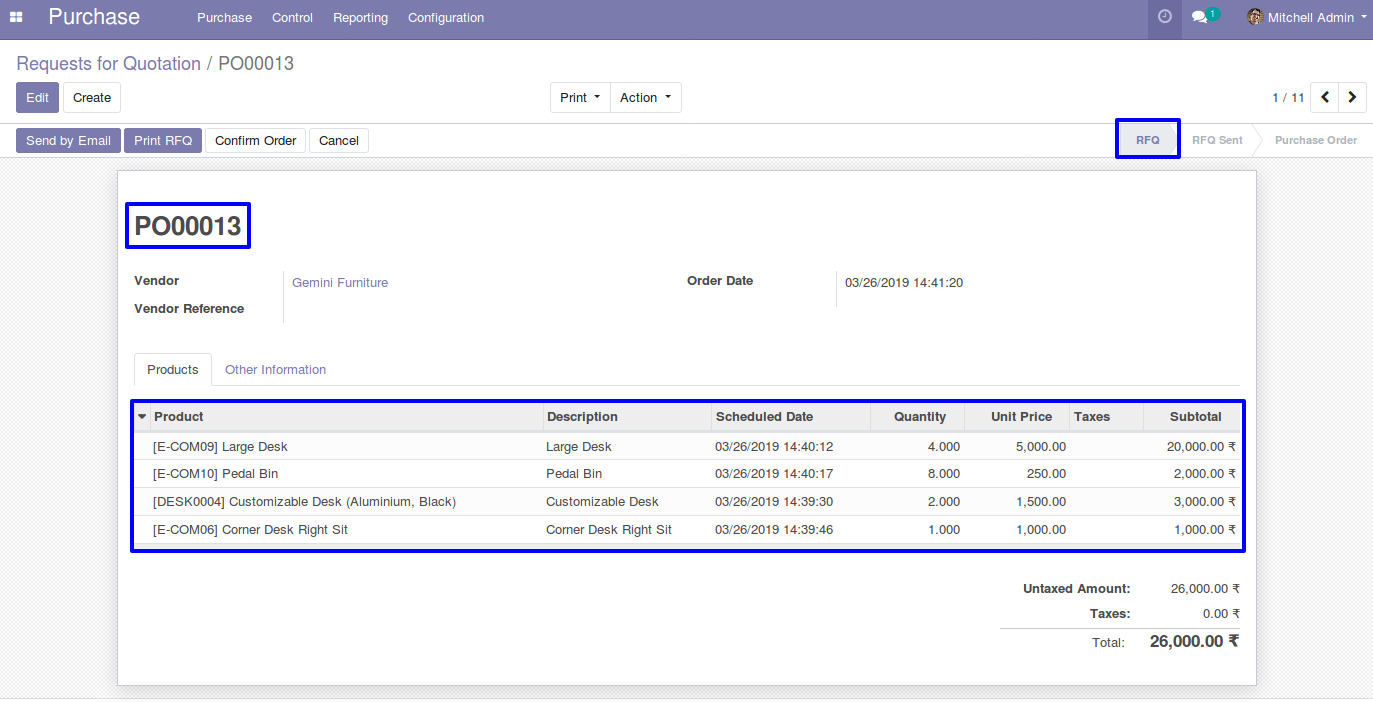 Purchase Purchase Control Reporting Configuration 1 Mitchell Admin
Requests for Quotation / PO00013
Edit Create Print Action 1 / 11
Send by Email Print RFQ Confirm Order Cancel RFQ RFQ Sent Purchase Order
PO00013
Vendor Gemini Furniture Order Date 03/26/2019 14:41:20
Vendor Reference
Products Other Information
Product Description Scheduled Date Quantity Unit Price Taxes Subtotal
[E-COM09] Large Desk Large Desk 03/26/2019 14:40:12 4.000 5,000.00 20,000.00 ₹
[E-COM10] Pedal Bin Pedal Bin 03/26/2019 14:40:17 8.000 250.00 2,000.00 ₹
[DESK0004] Customizable Desk (Aluminium, Black) Customizable Desk 03/26/2019 14:39:30 2.000 1,500.00 3,000.00 ₹
[E-COM06] Corner Desk Right Sit Corner Desk Right Sit 03/26/2019 14:39:46 1.000 1,000.00 1,000.00 ₹
Untaxed Amount: 26,000.00 ₹
Taxes: 0.00 ₹
Total: 26,000.00 ₹